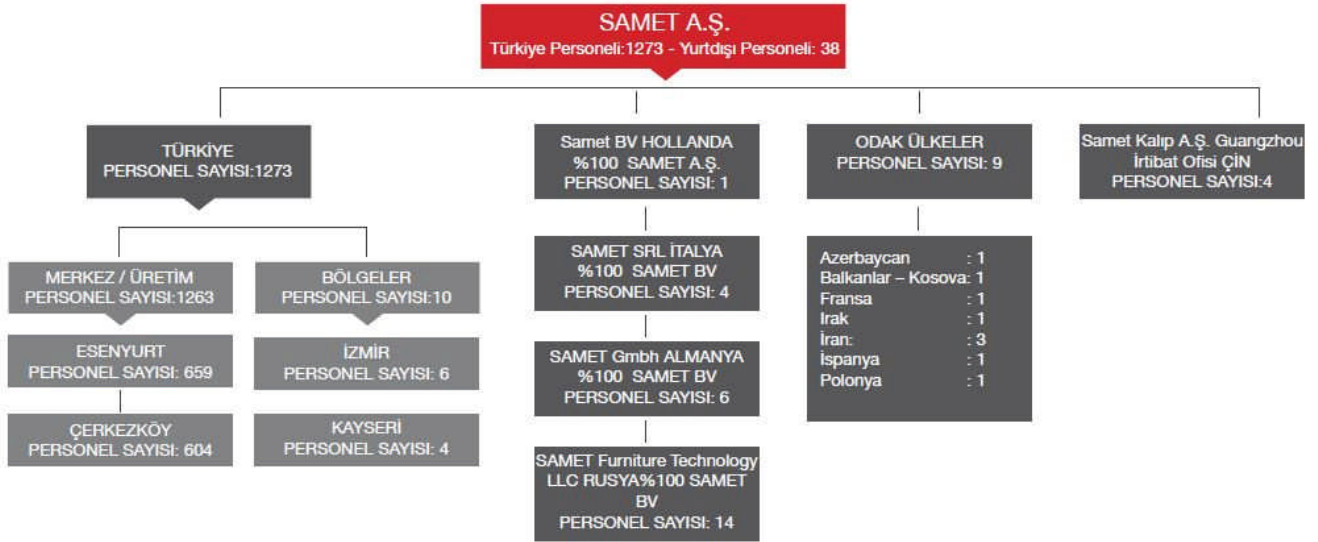 SAMET A.Ş.
Türkiye Personeli:1273 - Yurtdışı Personeli: 38
TÜRKİYE
PERSONEL SAYISI:1273
MERKEZ / ÜRETİM
PERSONEL SAYISI:1263
ESENYURT
PERSONEL SAYISI: 659
ÇERKEZKÖY
PERSONEL SAYISI: 604
BÖLGELER
PERSONEL SAYISI:10
İZMİR
PERSONEL SAYISI: 6
KAYSERİ
PERSONEL SAYISI: 4
Samet BV HOLLANDA
%100 SAMET A.Ş.
PERSONEL SAYISI: 1
SAMET SRL İTALYA
%100 SAMET BV
PERSONEL SAYISI: 4
SAMET Gmbh ALMANYA
%100 SAMET BV
PERSONEL SAYISI: 6
SAMET Furniture Technology
LLC RUSYA%100 SAMET
BV
PERSONEL SAYISI: 14
ODAK ÜLKELER
PERSONEL SAYISI: 9
Azerbaycan : 1
Balkanlar – Kosova: 1
Fransa : 1
Irak : 1
İran: : 3
İspanya : 1
Polonya : 1
Samet Kalıp A.Ş. Guangzhou
İrtibat Ofisi ÇİN
PERSONEL SAYISI:4